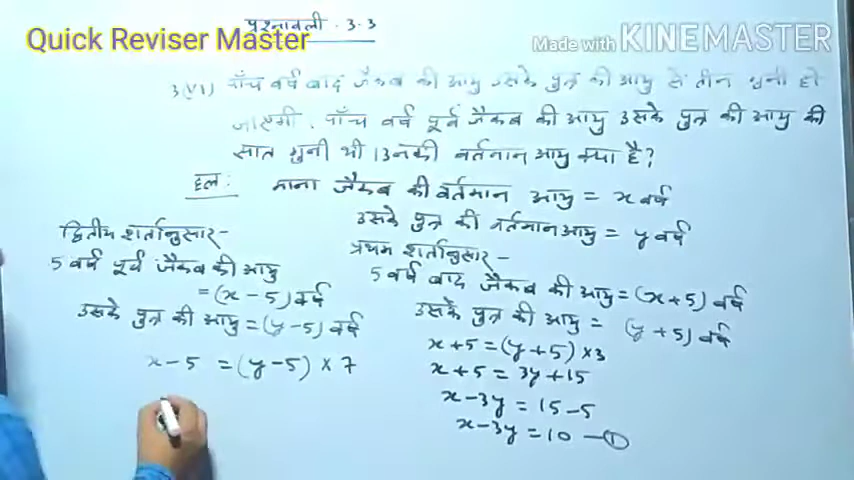 प्रश्नावली . 3.3
Quick Reviser Master
Made with KINEMASTER
3(vi) पाँच वर्ष बाद जैकब की आयु उसके पुत्र की आयु से तीन गुनी हो
जाएगी . पाँच वर्ष पूर्व जैकब की आयु उसके पुत्र की आयु की
सात गुनी थी । उनकी वर्तमान आयु क्या है?
हल: माना जैकब की वर्तमान आयु = x वर्ष
उसके पुत्र की वर्तमान आयु = y वर्ष
प्रथम शर्तानुसार -
5 वर्ष बाद जैकब की आयु = (x + 5) वर्ष
उसके पुत्र की आयु = (y + 5) वर्ष
x + 5 = (y + 5) × 3
x + 5 = 3y + 15
x - 3y = 15 - 5
x - 3y = 10 - ①
द्वितीय शर्तानुसार -
5 वर्ष पूर्व जैकब की आयु
= (x - 5) वर्ष
उसके पुत्र की आयु = (y - 5) वर्ष
x - 5 = (y - 5) × 7